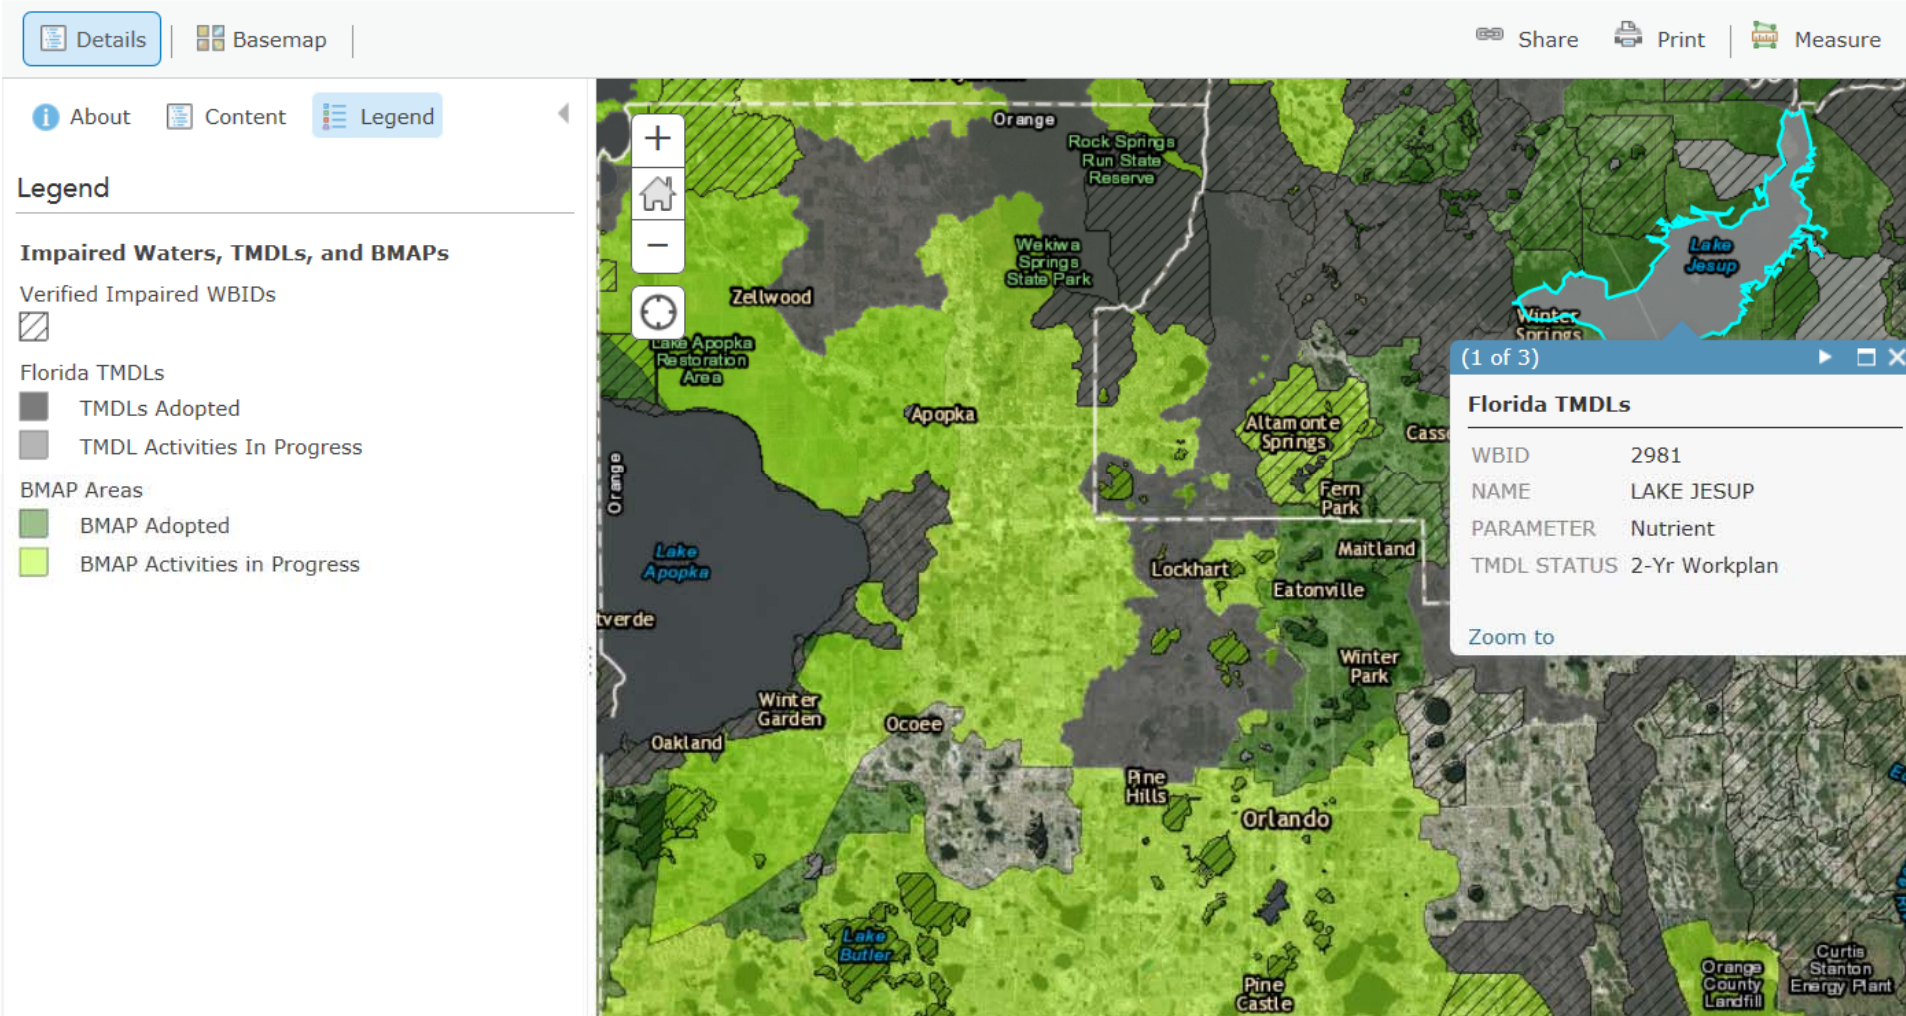 Details
Basemap
Share
Print
Measure
About
Content
Legend
Legend
Impaired Waters, TMDLs, and BMAPs
Verified Impaired WBIDs
Florida TMDLs
TMDLs Adopted
TMDL Activities In Progress
BMAP Areas
BMAP Adopted
BMAP Activities in Progress
+
−
Orange
Rock Springs
Run State
Reserve
Wekiwa
Springs
State Park
Zellwood
Lake Apopka
Restoration
Area
Apopka
Orange
Lake
Apopka
tverde
Winter
Garden
Oakland
Ocoee
Lake
Jesup
Winter
Springs
Altamonte
Springs
Casse
Fern
Park
Maitland
Lockhart
Eatonville
Winter
Park
Pine
Hills
Orlando
Lake
Butler
Pine
Castle
Orange
County
Landfill
Curtis
Stanton
Energy Plant
(1 of 3)
Florida TMDLs
WBID 2981
NAME LAKE JESUP
PARAMETER Nutrient
TMDL STATUS 2-Yr Workplan
Zoom to